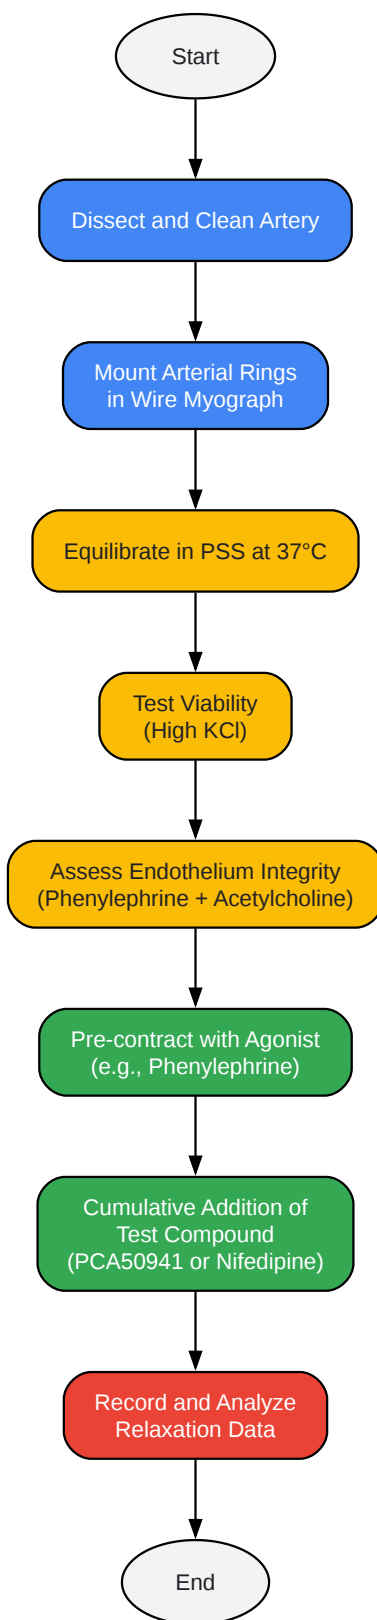 Start
Dissect and Clean Artery
Mount Arterial Rings
in Wire Myograph
Equilibrate in PSS at 37°C
Test Viability
(High KCl)
Assess Endothelium Integrity
(Phenylephrine + Acetylcholine)
Pre-contract with Agonist
(e.g., Phenylephrine)
Cumulative Addition of
Test Compound
(PCA50941 or Nifedipine)
Record and Analyze
Relaxation Data
End